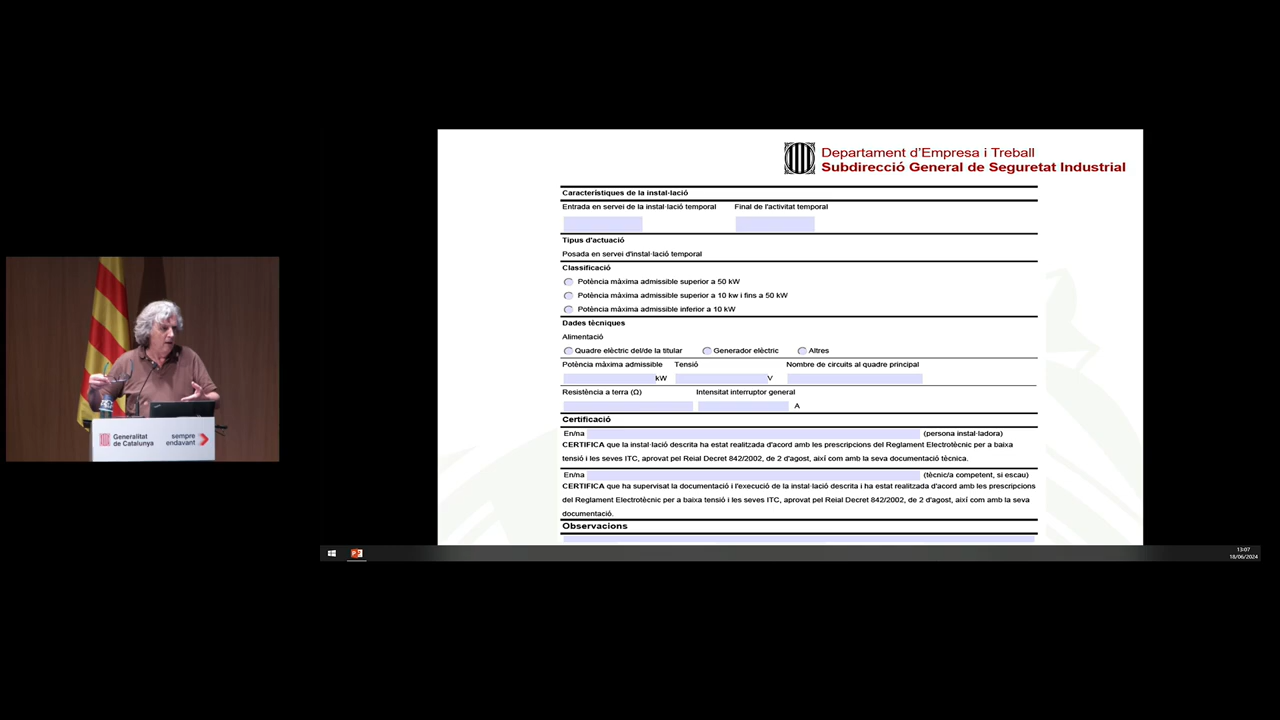 Departament d'Empresa i Treball
Subdirecció General de Seguretat Industrial
Característiques de la instal·lació
Entrada en servei de la instal·lació temporal Final de l'activitat temporal
Tipus d'actuació
Posada en servei d'instal·lació temporal
Classificació
Potència màxima admissible superior a 50 kW
Potència màxima admissible superior a 10 kw i fins a 50 kW
Potència màxima admissible inferior a 10 kW
Dades tècniques
Alimentació
Quadre elèctric del/de la titular Generador elèctric Altres
Potència màxima admissible Tensió Nombre de circuits al quadre principal
kW V
Resistència a terra (Ω) Intensitat interruptor general
A
Certificació
En/na (persona instal·ladora)
CERTIFICA que la instal·lació descrita ha estat realitzada d'acord amb les prescripcions del Reglament Electrotècnic per a baixa
tensió i les seves ITC, aprovat pel Reial Decret 842/2002, de 2 d'agost, així com amb la seva documentació tècnica.
En/na (tècnic/a competent, si escau)
CERTIFICA que ha supervisat la documentació i l'execució de la instal·lació descrita i ha estat realitzada d'acord amb les prescripcions
del Reglament Electrotècnic per a baixa tensió i les seves ITC, aprovat pel Reial Decret 842/2002, de 2 d'agost, així com amb la seva
documentació.
Observacions
Generalitat
de Catalunya
sempre
endavant
13:07
18/06/2024